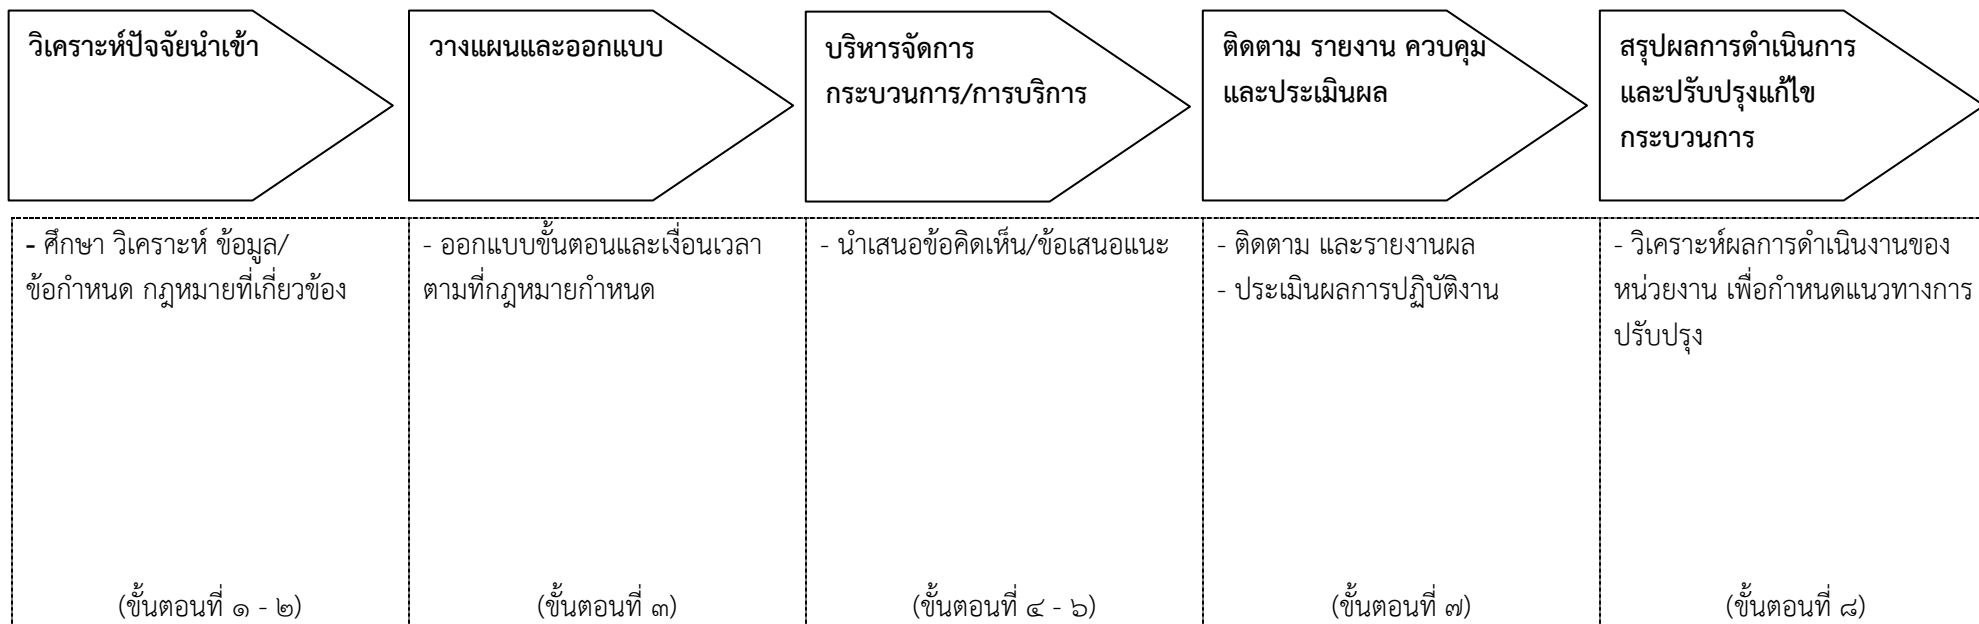 วิเคราะห์ปัจจัยนำเข้า
วางแผนและออกแบบ
บริหารจัดการ
กระบวนการ/การบริการ
ติดตาม รายงาน ควบคุม
และประเมินผล
สรุปผลการดำเนินการ
และปรับปรุงแก้ไข
กระบวนการ
- ศึกษา วิเคราะห์ ข้อมูล/
ข้อกำหนด กฎหมายที่เกี่ยวข้อง
(ขั้นตอนที่ ๑ - ๒)
- ออกแบบขั้นตอนและเงื่อนเวลา
ตามที่กฎหมายกำหนด
(ขั้นตอนที่ ๓)
- นำเสนอข้อคิดเห็น/ข้อเสนอแนะ
(ขั้นตอนที่ ๔ - ๖)
- ติดตาม และรายงานผล
- ประเมินผลการปฏิบัติงาน
(ขั้นตอนที่ ๗)
- วิเคราะห์ผลการดำเนินงานของ
หน่วยงาน เพื่อกำหนดแนวทางการ
ปรับปรุง
(ขั้นตอนที่ ๘)